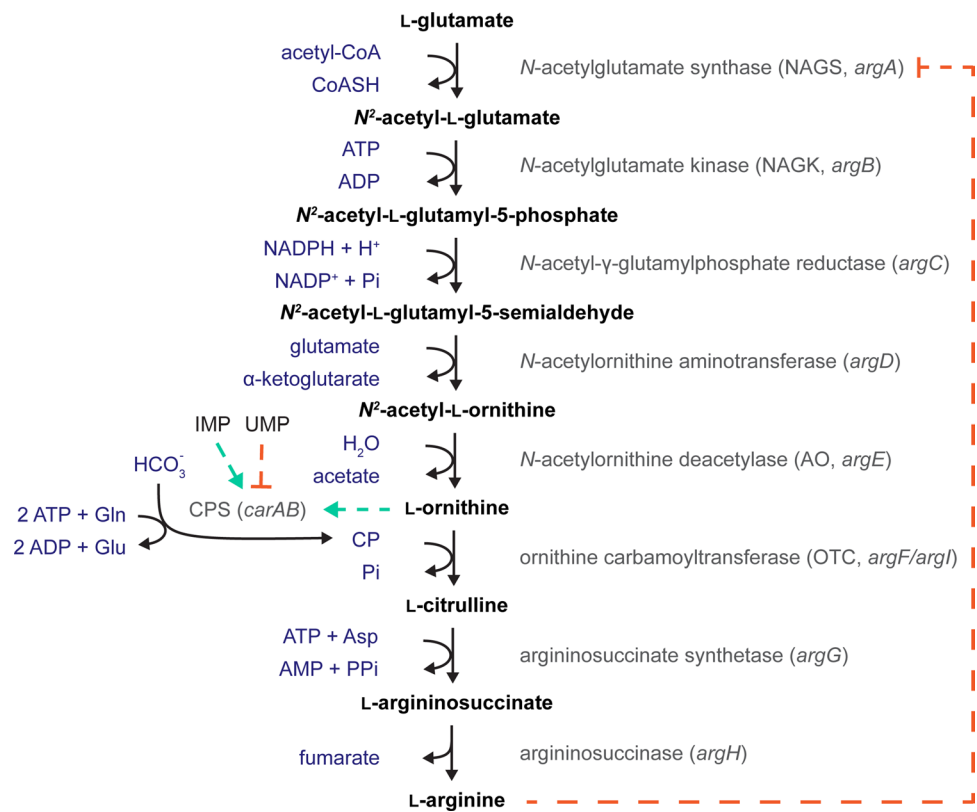 L-glutamate
acetyl-CoA
CoASH
N-acetylglutamate synthase (NAGS, argA)
N²-acetyl-L-glutamate
ATP
ADP
N-acetylglutamate kinase (NAGK, argB)
N²-acetyl-L-glutamyl-5-phosphate
NADPH + H⁺
NADP⁺ + Pi
N-acetyl-γ-glutamylphosphate reductase (argC)
N²-acetyl-L-glutamyl-5-semialdehyde
glutamate
α-ketoglutarate
N-acetylornithine aminotransferase (argD)
N²-acetyl-L-ornithine
IMP UMP
H₂O
acetate
N-acetylornithine deacetylase (AO, argE)
HCO₃⁻
CPS (carAB)
L-ornithine
2 ATP + Gln
2 ADP + Glu
CP
Pi
ornithine carbamoyltransferase (OTC, argF/argI)
L-citrulline
ATP + Asp
AMP + PPi
argininosuccinate synthetase (argG)
L-argininosuccinate
fumarate
argininosuccinase (argH)
L-arginine